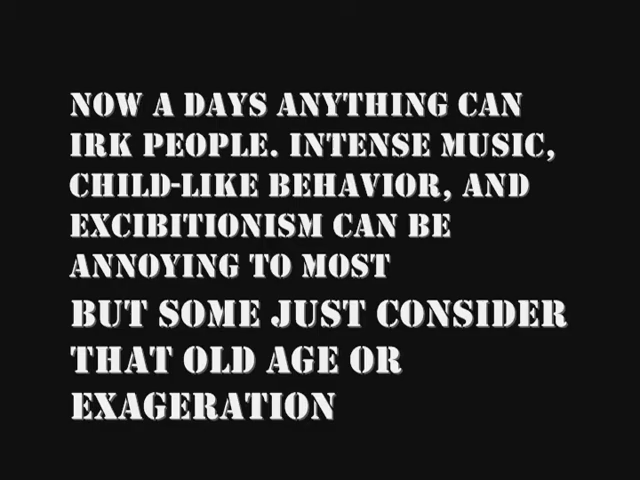 NOW A DAYS ANYTHING CAN
IRK PEOPLE. INTENSE MUSIC,
CHILD-LIKE BEHAVIOR, AND
EXCIBITIONISM CAN BE
ANNOYING TO MOST
BUT SOME JUST CONSIDER
THAT OLD AGE OR
EXAGERATION